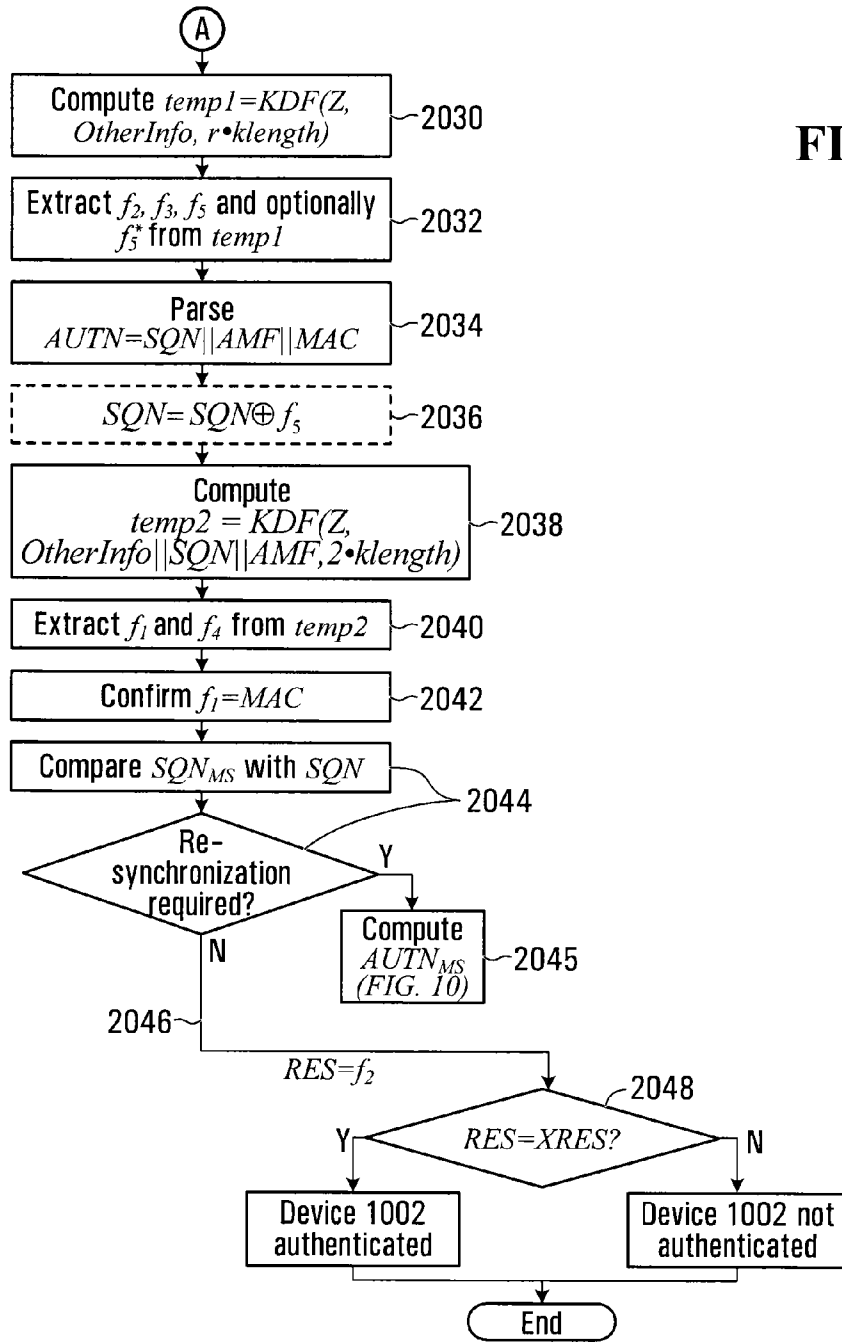 A
Compute temp1=KDF(Z,
OtherInfo, r•klength)
2030
FI
Extract f₂, f₃, f₅ and optionally
f₅* from temp1
2032
Parse
AUTN=SQN||AMF||MAC
2034
SQN=SQN⊕f₅
2036
Compute
temp2 = KDF(Z,
OtherInfo||SQN||AMF,2•klength)
2038
Extract f₁ and f₄ from temp2
2040
Confirm f₁=MAC
2042
Compare SQN_MS with SQN
2044
Re-
synchronization
required?
Y
N
Compute
AUTN_MS
(FIG. 10)
2045
2046
RES=f₂
2048
RES=XRES?
Y
N
Device 1002
authenticated
Device 1002 not
authenticated
End